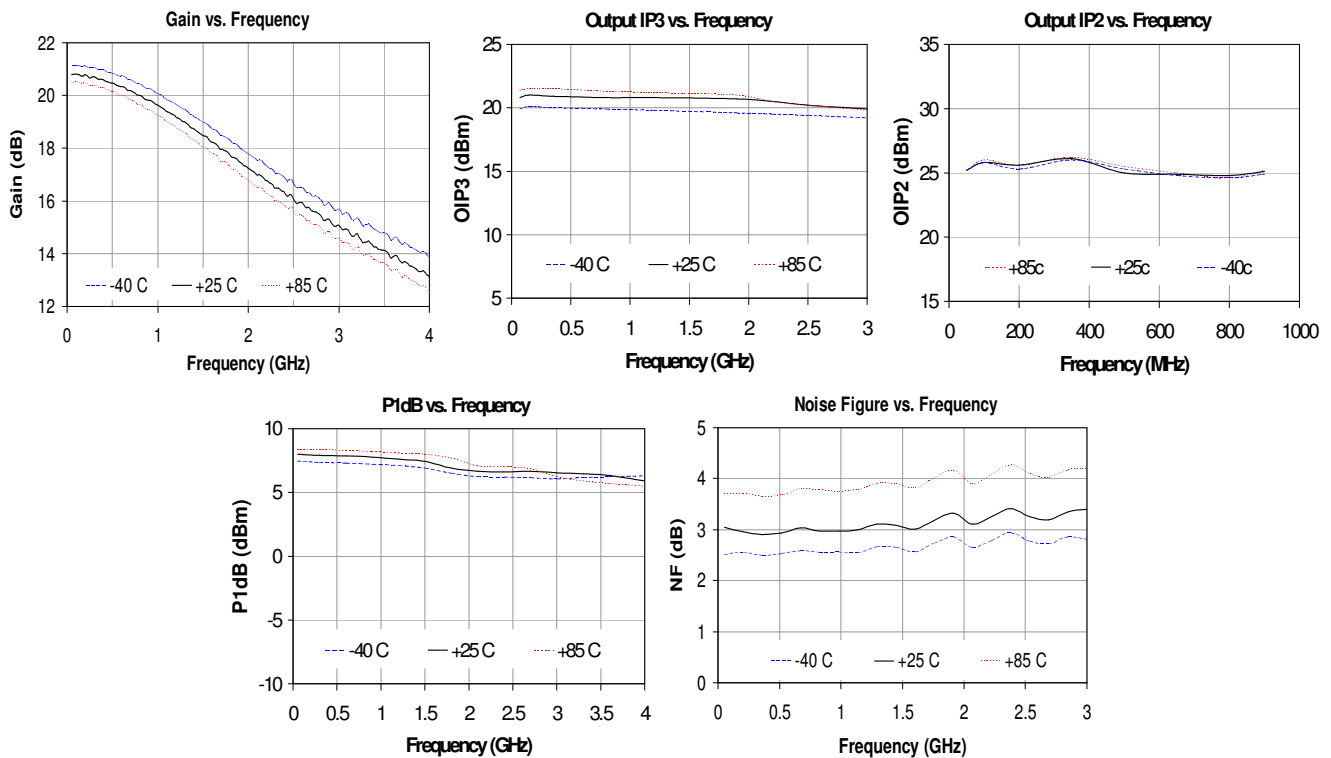 Gain vs. Frequency
22
20
18
16
14
12
Gain (dB)
-40 C +25 C +85 C
0 1 2 3 4
Frequency (GHz)
Output IP3 vs. Frequency
25
20
15
10
5
OIP3 (dBm)
-40 C +25 C +85 C
0 0.5 1 1.5 2 2.5 3
Frequency (GHz)
Output IP2 vs. Frequency
35
30
25
20
15
OIP2 (dBm)
+85c +25c -40c
0 200 400 600 800 1000
Frequency (MHz)
P1dB vs. Frequency
10
5
0
-5
-10
P1dB (dBm)
-40 C +25 C +85 C
0 0.5 1 1.5 2 2.5 3 3.5 4
Frequency (GHz)
Noise Figure vs. Frequency
5
4
3
2
1
0
NF (dB)
-40 C +25 C +85 C
0 0.5 1 1.5 2 2.5 3
Frequency (GHz)